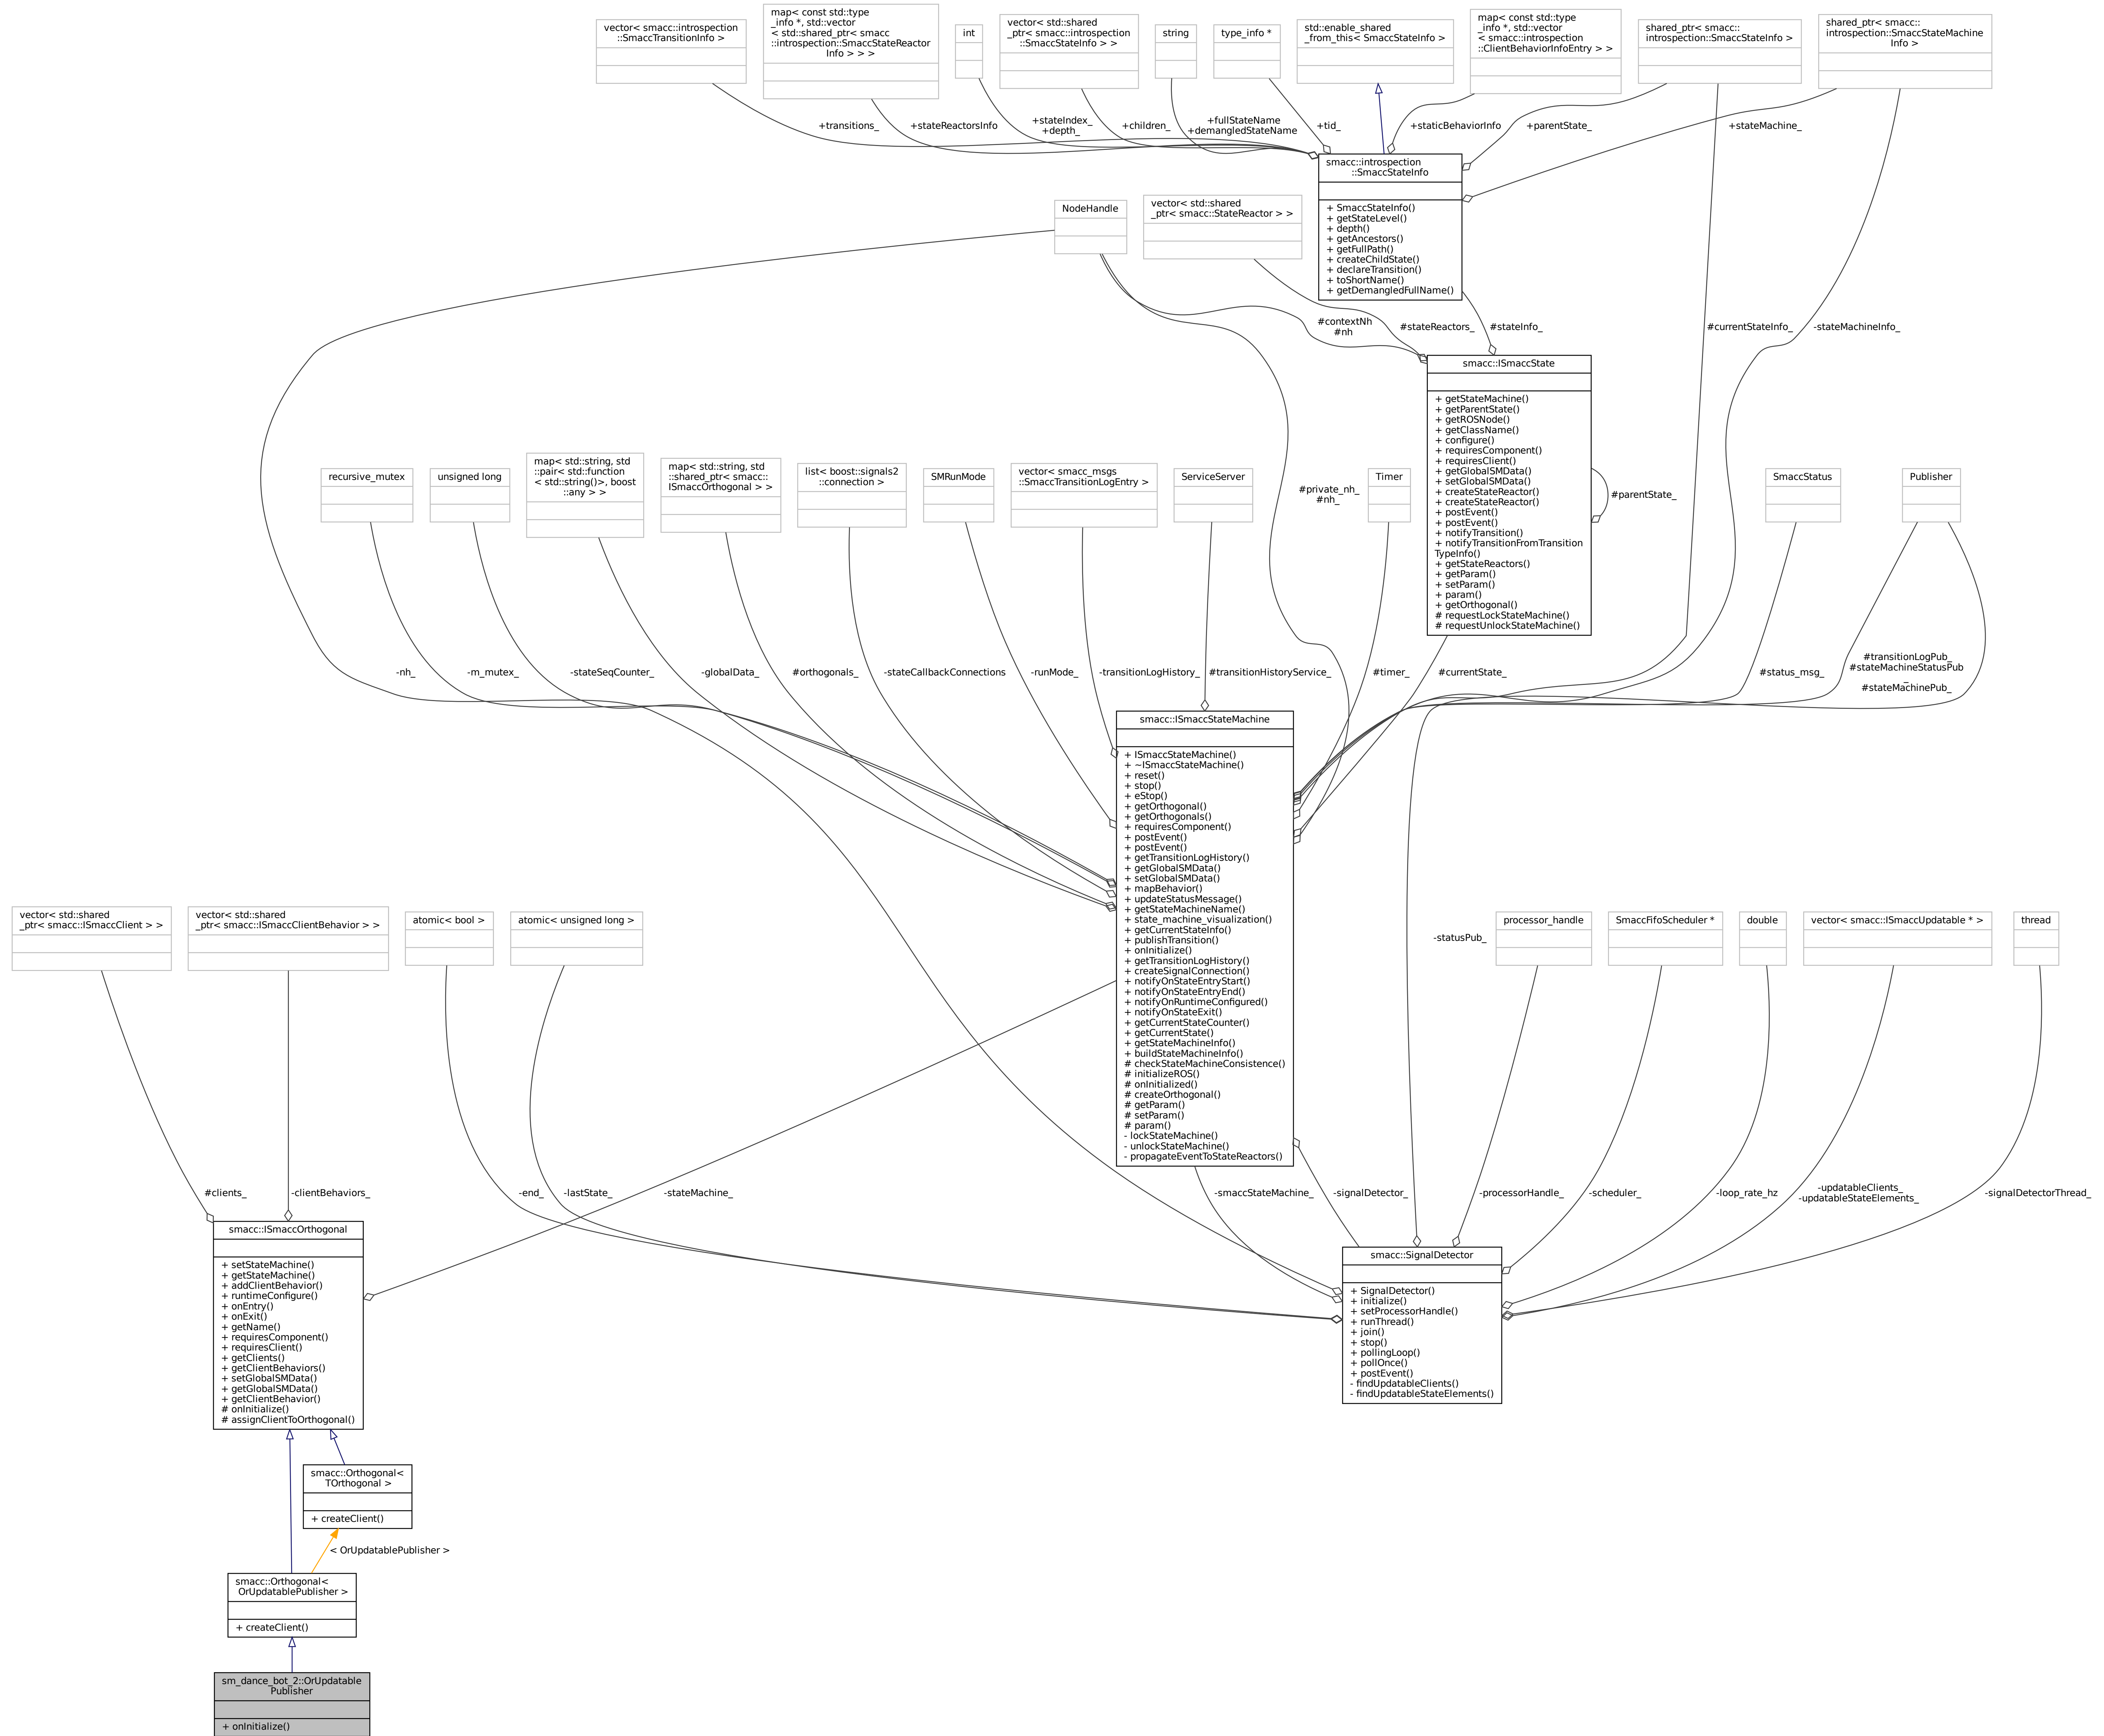 vector< smacc::introspection
::SmaccTransitionInfo >
map< const std::type
_info *, std::vector
< std::shared_ptr< smacc
::introspection::SmaccStateReactor
Info > > >
int
vector< std::shared
_ptr< smacc::introspection
::SmaccStateInfo > >
string
type_info *
std::enable_shared
_from_this< SmaccStateInfo >
map< const std::type
_info *, std::vector
< smacc::introspection
::ClientBehaviorInfoEntry > >
shared_ptr< smacc::
introspection::SmaccStateInfo >
shared_ptr< smacc::
introspection::SmaccStateMachine
Info >
+transitions_
+stateReactorsInfo
+stateIndex_
+depth_
+children_
+fullStateName
+demangledStateName
+tid_
+staticBehaviorInfo
+parentState_
+stateMachine_
smacc::introspection
::SmaccStateInfo
+ SmaccStateInfo()
+ getStateLevel()
+ depth()
+ getAncestors()
+ getFullPath()
+ createChildState()
+ declareTransition()
+ toShortName()
+ getDemangledFullName()
NodeHandle
vector< std::shared
_ptr< smacc::StateReactor > >
#contextNh
#nh
#stateReactors_
#stateInfo_
#currentStateInfo_
-stateMachineInfo_
smacc::ISmaccState
+ getStateMachine()
+ getParentState()
+ getROSNode()
+ getClassName()
+ configure()
+ requiresComponent()
+ requiresClient()
+ getGlobalSMData()
+ setGlobalSMData()
+ createStateReactor()
+ createStateReactor()
+ postEvent()
+ postEvent()
+ notifyTransition()
+ notifyTransitionFromTransition
TypeInfo()
+ getStateReactors()
+ getParam()
+ setParam()
+ param()
+ getOrthogonal()
# requestLockStateMachine()
# requestUnlockStateMachine()
#parentState_
recursive_mutex
unsigned long
map< std::string, std
::pair< std::function
< std::string()>, boost
::any > >
map< std::string, std
::shared_ptr< smacc::
ISmaccOrthogonal > >
list< boost::signals2
::connection >
SMRunMode
vector< smacc_msgs
::SmaccTransitionLogEntry >
ServiceServer
#private_nh_
#nh_
Timer
SmaccStatus
Publisher
-nh_
-m_mutex_
-stateSeqCounter_
-globalData_
#orthogonals_
-stateCallbackConnections
-runMode_
-transitionLogHistory_
#transitionHistoryService_
#timer_
#currentState_
#status_msg_
#transitionLogPub_
#stateMachineStatusPub
_
#stateMachinePub_
smacc::ISmaccStateMachine
+ ISmaccStateMachine()
+ ~ISmaccStateMachine()
+ reset()
+ stop()
+ eStop()
+ getOrthogonal()
+ getOrthogonals()
+ requiresComponent()
+ postEvent()
+ postEvent()
+ getTransitionLogHistory()
+ getGlobalSMData()
+ setGlobalSMData()
+ mapBehavior()
+ updateStatusMessage()
+ getStateMachineName()
+ state_machine_visualization()
+ getCurrentStateInfo()
+ publishTransition()
+ onInitialize()
+ getTransitionLogHistory()
+ createSignalConnection()
+ notifyOnStateEntryStart()
+ notifyOnStateEntryEnd()
+ notifyOnRuntimeConfigured()
+ notifyOnStateExit()
+ getCurrentStateCounter()
+ getCurrentState()
+ getStateMachineInfo()
+ buildStateMachineInfo()
# checkStateMachineConsistence()
# initializeROS()
# onInitialized()
# createOrthogonal()
# getParam()
# setParam()
# param()
- lockStateMachine()
- unlockStateMachine()
- propagateEventToStateReactors()
vector< std::shared
_ptr< smacc::ISmaccClient > >
vector< std::shared
_ptr< smacc::ISmaccClientBehavior > >
atomic< bool >
atomic< unsigned long >
-statusPub_
processor_handle
SmaccFifoScheduler *
double
vector< smacc::ISmaccUpdatable * >
thread
#clients_
-clientBehaviors_
-end_
-lastState_
-stateMachine_
-smaccStateMachine_
-signalDetector_
-processorHandle_
-scheduler_
-loop_rate_hz
-updatableClients_
-updatableStateElements_
-signalDetectorThread_
smacc::ISmaccOrthogonal
+ setStateMachine()
+ getStateMachine()
+ addClientBehavior()
+ runtimeConfigure()
+ onEntry()
+ onExit()
+ getName()
+ requiresComponent()
+ requiresClient()
+ getClients()
+ getClientBehaviors()
+ setGlobalSMData()
+ getGlobalSMData()
+ getClientBehavior()
# onInitialize()
# assignClientToOrthogonal()
smacc::SignalDetector
+ SignalDetector()
+ initialize()
+ setProcessorHandle()
+ runThread()
+ join()
+ stop()
+ pollingLoop()
+ pollOnce()
+ postEvent()
- findUpdatableClients()
- findUpdatableStateElements()
smacc::Orthogonal<
TOrthogonal >
+ createClient()
< OrUpdatablePublisher >
smacc::Orthogonal<
OrUpdatablePublisher >
+ createClient()
sm_dance_bot_2::OrUpdatable
Publisher
+ onInitialize()